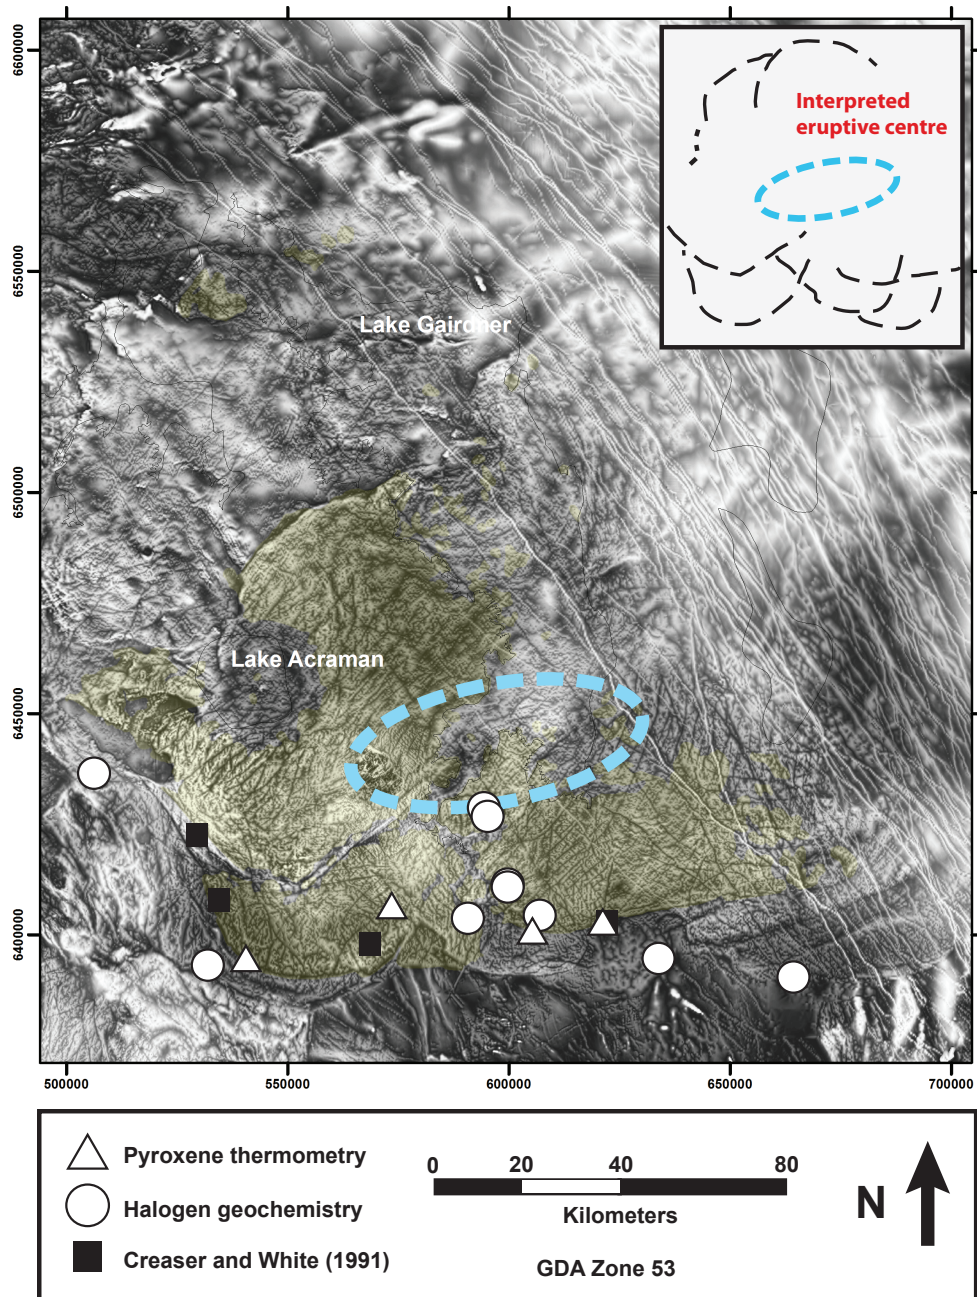 6600000
6550000
6500000
6450000
6400000
Interpreted
eruptive centre
Lake Gairdner
Lake Acraman
500000
550000
600000
650000
700000
Pyroxene thermometry
Halogen geochemistry
Creaser and White (1991)
0 20 40 80
Kilometers
GDA Zone 53
N